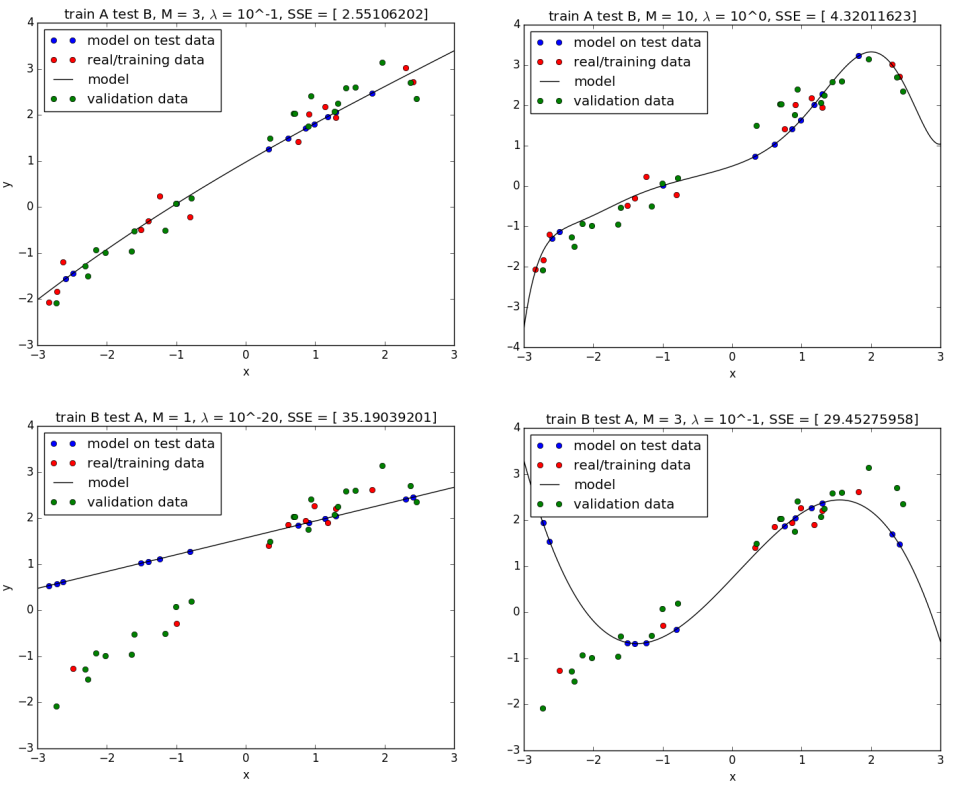 train A test B, M = 3, λ = 10^-1, SSE = [ 2.55106202]
4
3
2
1
0
−1
−2
−3
y
−3
−2
−1
0
1
2
3
x
model on test data
real/training data
model
validation data
train A test B, M = 10, λ = 10^0, SSE = [ 4.32011623]
4
3
2
1
0
−1
−2
−3
−4
−3
−2
−1
0
1
2
3
x
model on test data
real/training data
model
validation data
train B test A, M = 1, λ = 10^-20, SSE = [ 35.19039201]
4
3
2
1
0
−1
−2
−3
y
−3
−2
−1
0
1
2
3
x
model on test data
real/training data
model
validation data
train B test A, M = 3, λ = 10^-1, SSE = [ 29.45275958]
4
3
2
1
0
−1
−2
−3
−3
−2
−1
0
1
2
3
x
model on test data
real/training data
model
validation data